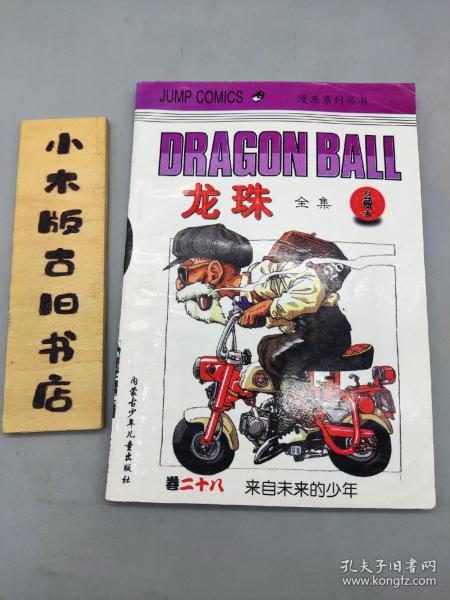 小木版古旧书店
JUMP COMICS
漫画系列丛书
DRAGON BALL
龙珠 全集
珍藏版本
内蒙古少年儿童出版社
卷二十八 来自未来的少年
孔夫子旧书网
www.kongfz.com